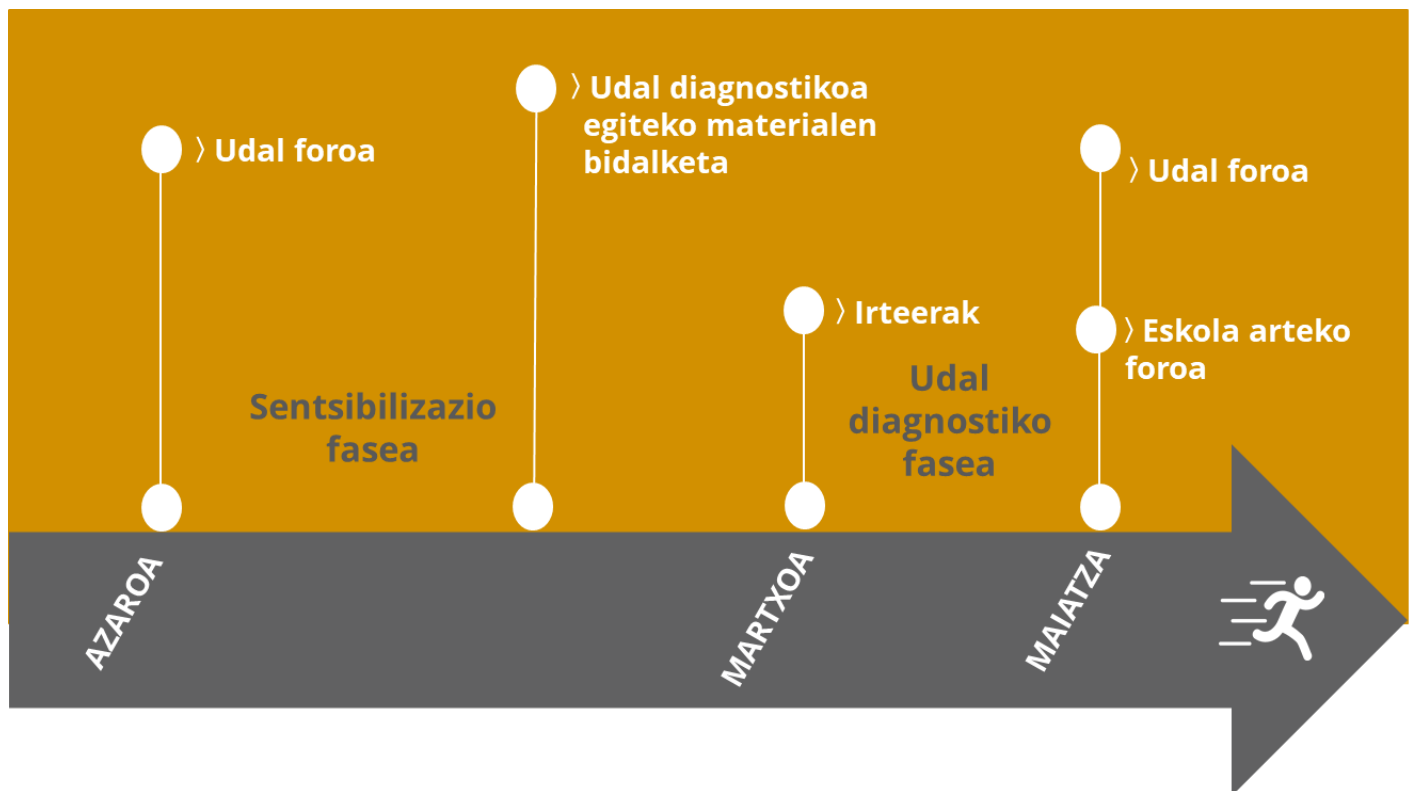 〉Udal foroa
〉Udal diagnostikoa
egiteko materialen
bidalketa
〉Udal foroa
〉Irteerak
〉Eskola arteko
foroa
Sentsibilizazio
fasea
Udal
diagnostiko
fasea
AZAROA
MARTXOA
MAIATZA